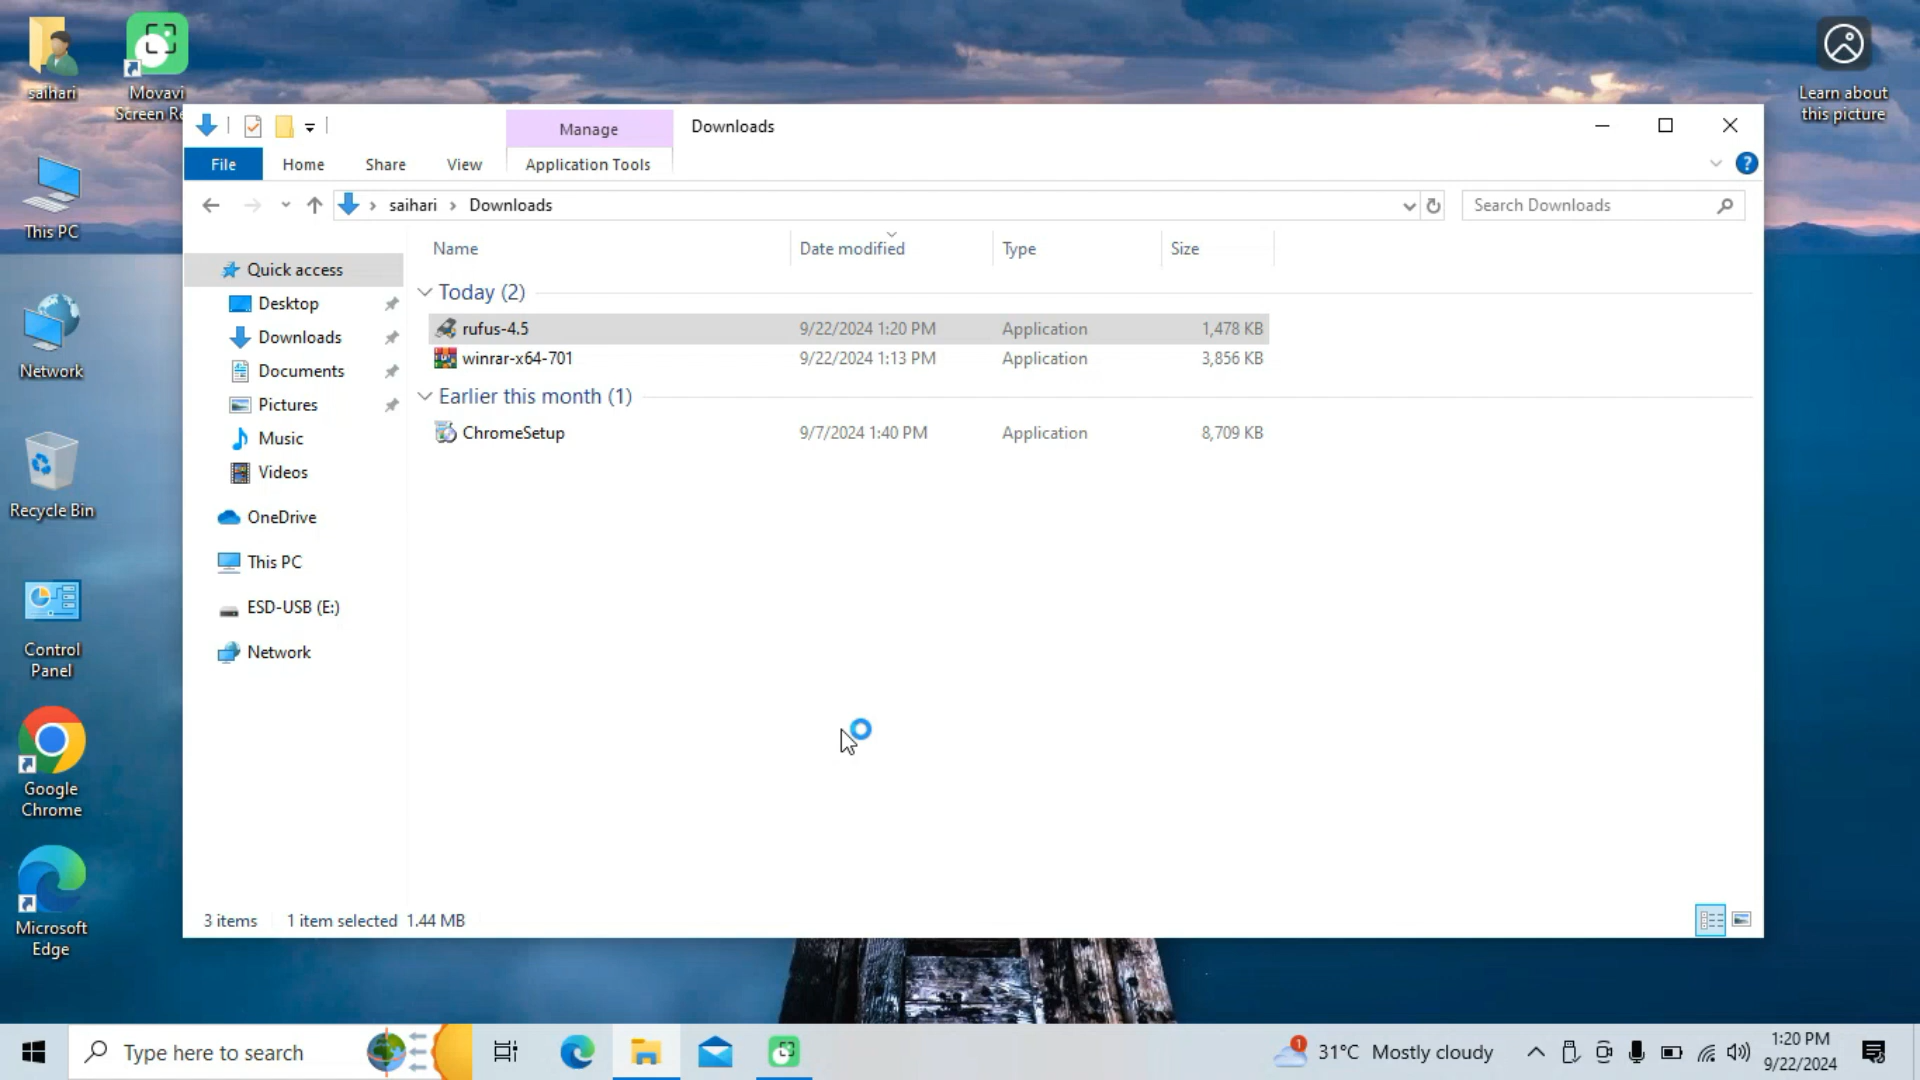 saihari
Movavi
Screen Re
Learn about
this picture
Manage
Downloads
File
Home
Share
View
Application Tools
saihari
Downloads
Search Downloads
This PC
Name
Date modified
Type
Size
Quick access
Today (2)
Desktop
rufus-4.5
9/22/2024 1:20 PM
Application
1,478 KB
Downloads
winrar-x64-701
9/22/2024 1:13 PM
Application
3,856 KB
Network
Documents
Pictures
Earlier this month (1)
Music
ChromeSetup
9/7/2024 1:40 PM
Application
8,709 KB
Videos
Recycle Bin
OneDrive
This PC
ESD-USB (E:)
Control
Panel
Network
Google
Chrome
Microsoft
Edge
3 items
1 item selected 1.44 MB
Type here to search
1
31°C Mostly cloudy
1:20 PM
9/22/2024